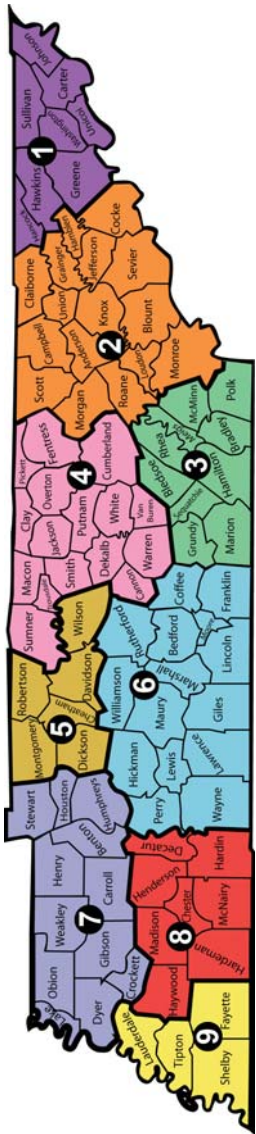 Johnson
Carter
Sullivan
Unicoi
Washington
1
Hawkins
Greene
Hancock
Claiborne
Grainger
Hamblen
Cocke
Jefferson
Union
Campbell
Sevier
Knox
Anderson
2
Scott
Blount
Loudon
Roane
Morgan
Monroe
Polk
McMinn
Meigs
Rhea
Bradley
3
Hamilton
Bledsoe
Sequatchie
Grundy
Marion
Pickett
Fentress
Cumberland
4
Overton
Clay
Putnam
White
Van
Buren
Jackson
Dekalb
Warren
Smith
Macon
Cannon
Trousdale
Sumner
Wilson
Robertson
Davidson
Cheatham
5
Montgomery
Dickson
Rutherford
Coffee
Franklin
Bedford
Moore
Williamson
6
Marshall
Lincoln
Maury
Giles
Hickman
Lewis
Lawrence
Perry
Wayne
Stewart
Houston
Humphreys
Benton
Henry
Carroll
Weakley
7
Gibson
Obion
Crockett
Lake
Dyer
Decatur
Hardin
Henderson
Chester
McNairy
Madison
8
Hardeman
Haywood
Lauderdale
Tipton
9
Fayette
Shelby